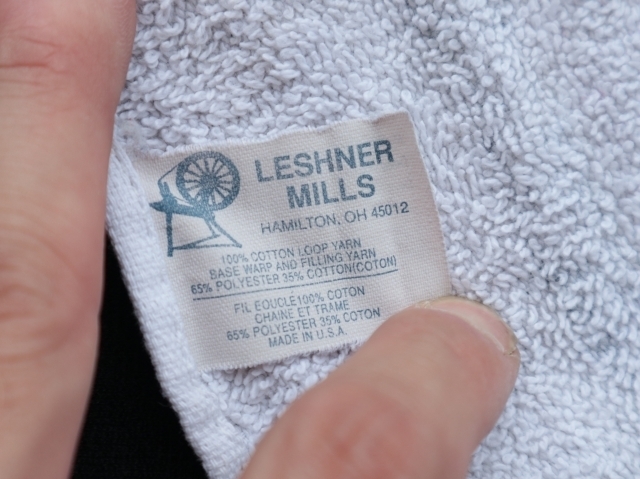 LESHNER
MILLS
HAMILTON, OH 45012
100% COTTON LOOP YARN
BASE WARP AND FILLING YARN
65% POLYESTER 35% COTTON(COTON)
FIL EOUCLE100% COTON
CHAINE ET TRAME
65% POLYESTER 35% COTON
MADE IN U.S.A.